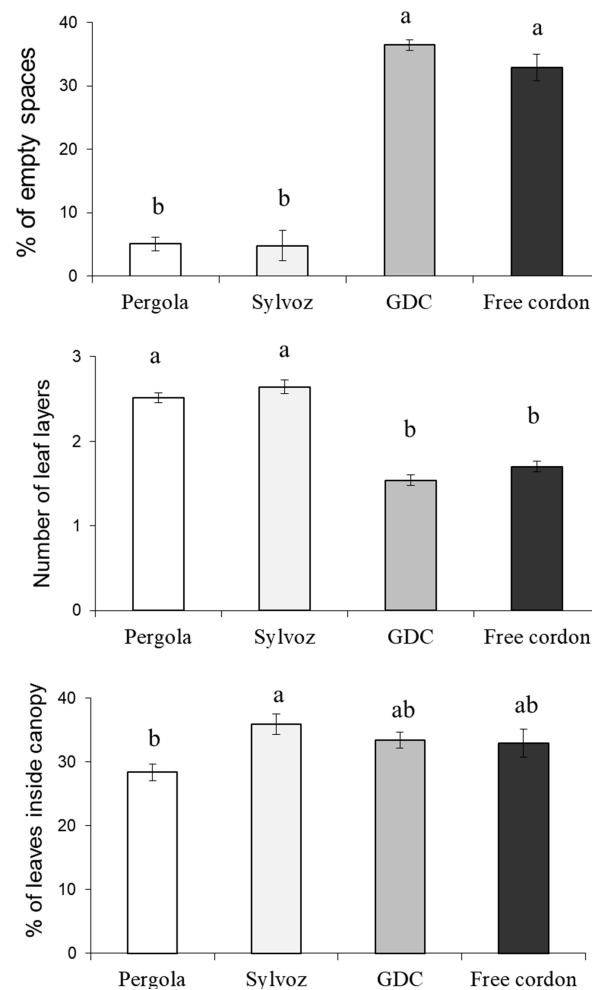 % of empty spaces
40
30
20
10
0
b
b
a
a
Pergola
Sylvoz
GDC
Free cordon
Number of leaf layers
3
2
1
0
a
a
b
b
Pergola
Sylvoz
GDC
Free cordon
% of leaves inside canopy
40
30
20
10
0
b
a
ab
ab
Pergola
Sylvoz
GDC
Free cordon